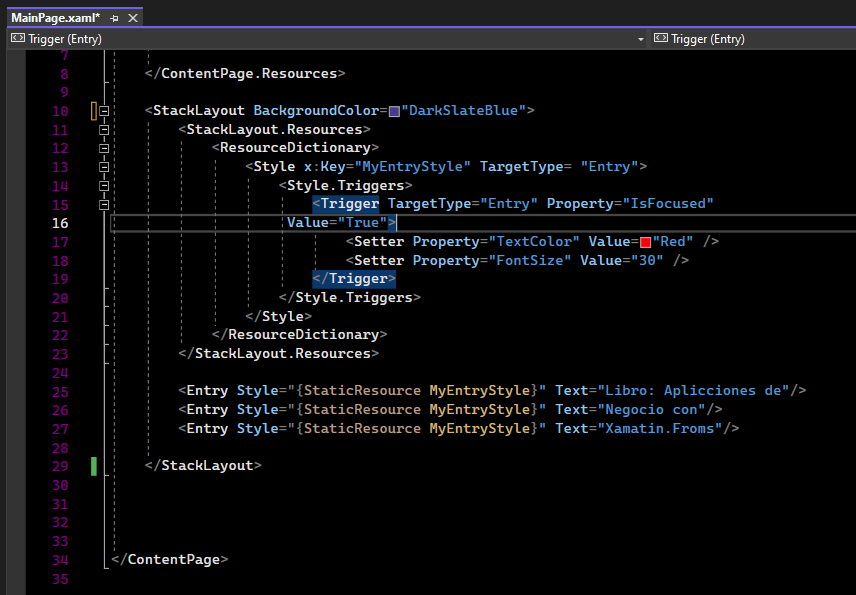 MainPage.xaml*
Trigger (Entry) Trigger (Entry)
7
8 </ContentPage.Resources>
9
10 <StackLayout BackgroundColor="DarkSlateBlue">
11 <StackLayout.Resources>
12 <ResourceDictionary>
13 <Style x:Key="MyEntryStyle" TargetType= "Entry">
14 <Style.Triggers>
15 <Trigger TargetType="Entry" Property="IsFocused"
16 Value="True">
17 <Setter Property="TextColor" Value="Red" />
18 <Setter Property="FontSize" Value="30" />
19 </Trigger>
20 </Style.Triggers>
21 </Style>
22 </ResourceDictionary>
23 </StackLayout.Resources>
24
25 <Entry Style="{StaticResource MyEntryStyle}" Text="Libro: Aplicciones de"/>
26 <Entry Style="{StaticResource MyEntryStyle}" Text="Negocio con"/>
27 <Entry Style="{StaticResource MyEntryStyle}" Text="Xamatin.Froms"/>
28
29 </StackLayout>
30
31
32
33
34 </ContentPage>
35